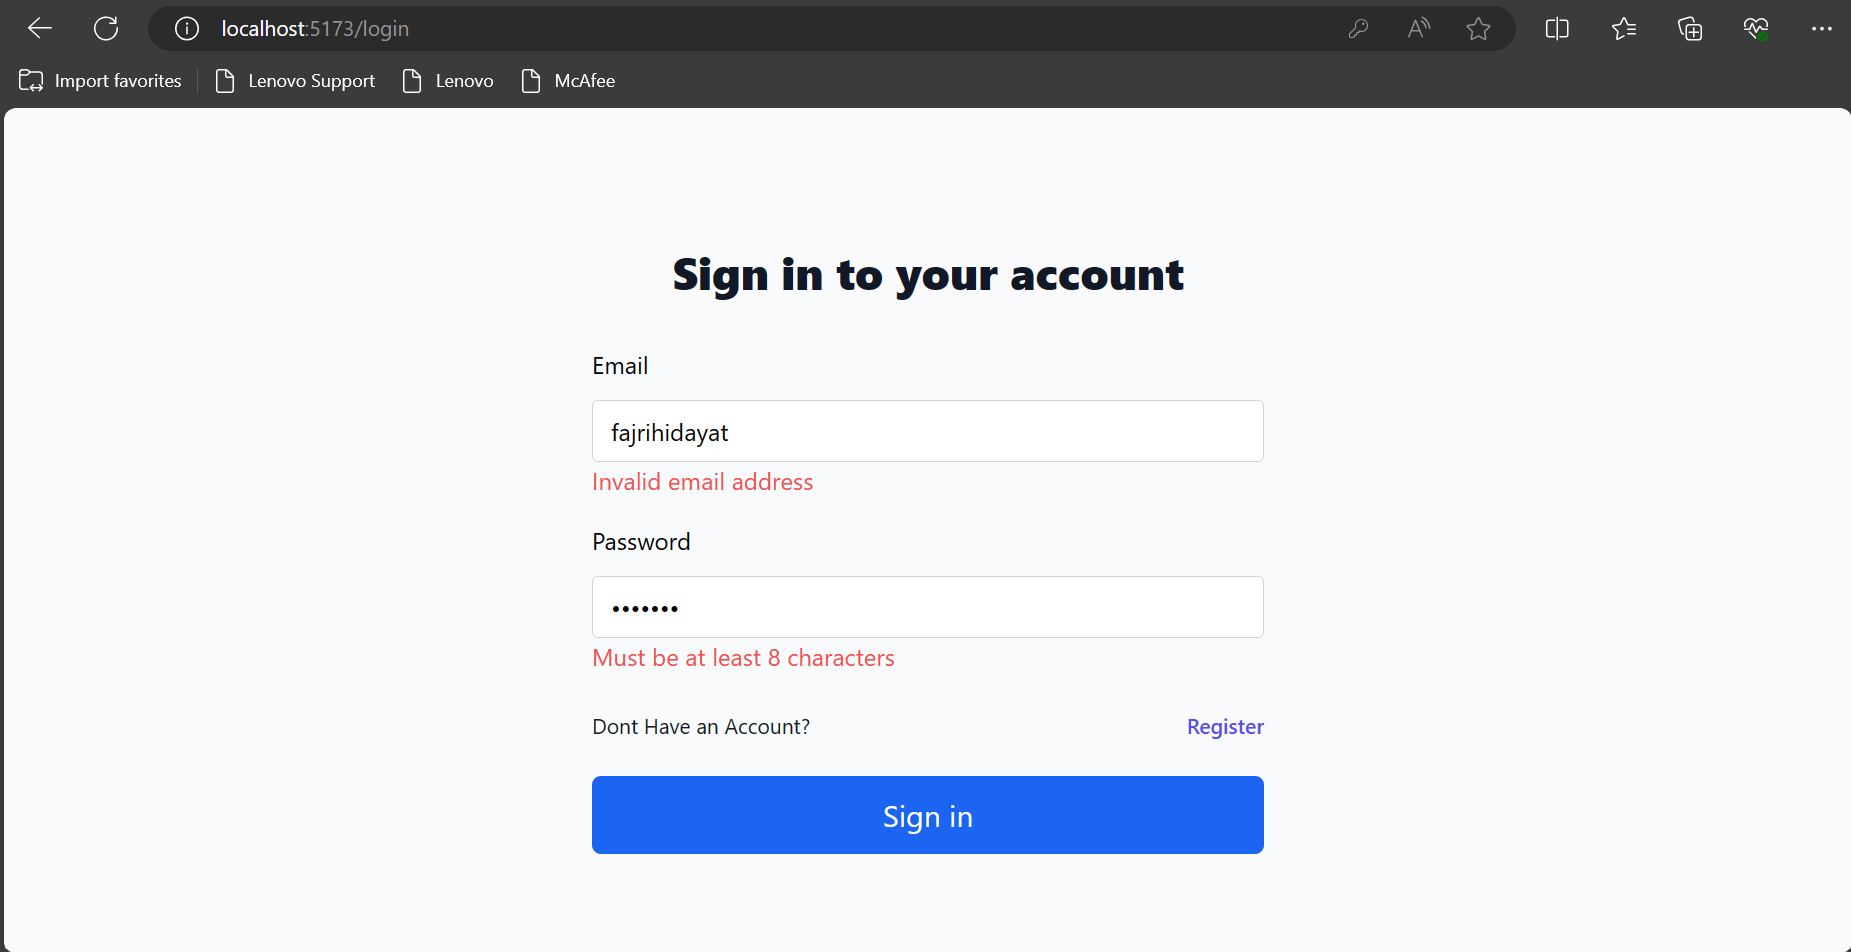 localhost:5173/login
Import favorites Lenovo Support Lenovo McAfee
Sign in to your account
Email
fajrihidayat
Invalid email address
Password
•••••••
Must be at least 8 characters
Dont Have an Account? Register
Sign in